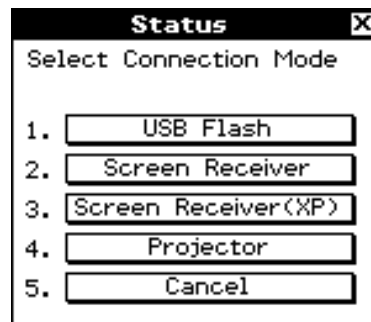 Status X
Select Connection Mode
1. USB Flash
2. Screen Receiver
3. Screen Receiver(XP)
4. Projector
5. Cancel